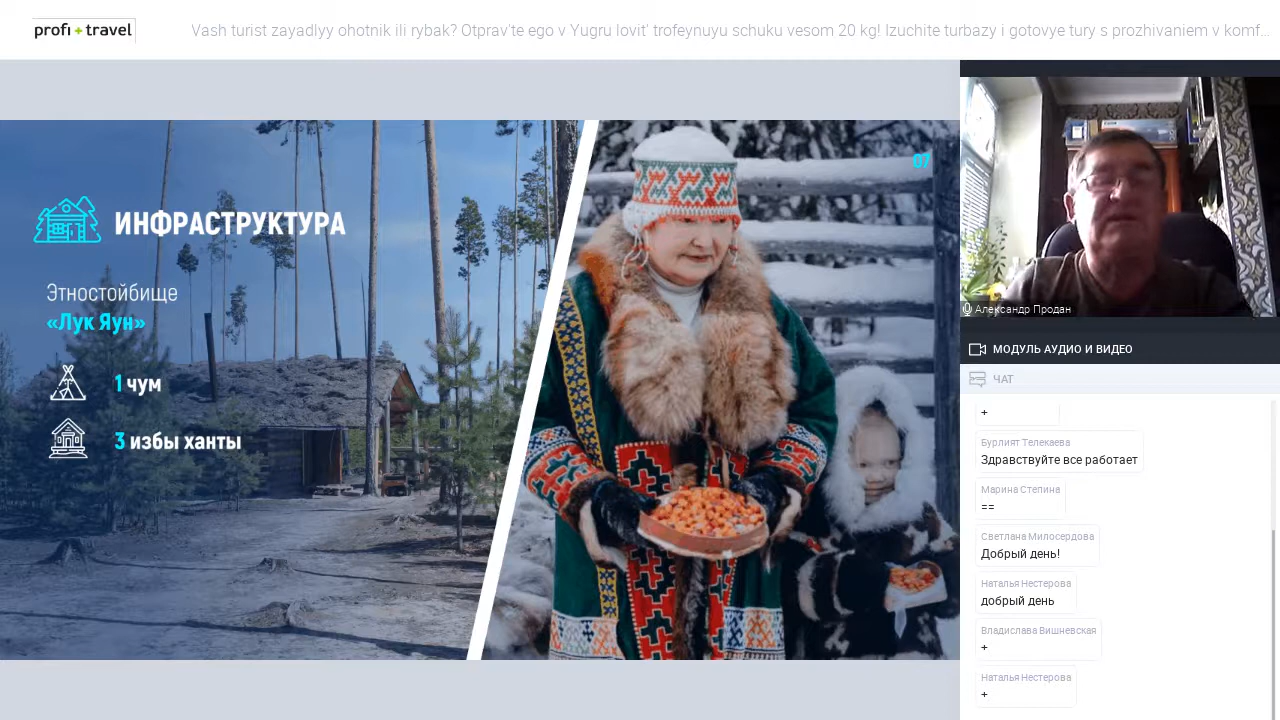 profi + travel
Vash turist zayadlyy ohotnik ili rybak? Otprav'te ego v Yugru lovit' trofeynuyu schuku vesom 20 kg! Izuchite turbazy i gotovye tury s prozhivaniem v komf...
07
ИНФРАСТРУКТУРА
Этностойбище
«Лук Яун»
1 чум
3 избы ханты
Александр Продан
МОДУЛЬ АУДИО И ВИДЕО
ЧАТ
+
Бурлият Телекаева
Здравствуйте все работает
Марина Степина
==
Светлана Милосердова
Добрый день!
Наталья Нестерова
добрый день
Владислава Вишневская
+
Наталья Нестерова
+